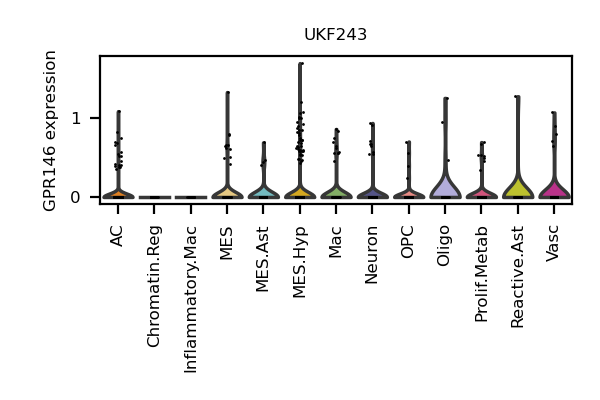 UKF243
GPR146 expression
1
0
AC
Chromatin.Reg
Inflammatory.Mac
MES
MES.Ast
MES.Hyp
Mac
Neuron
OPC
Oligo
Prolif.Metab
Reactive.Ast
Vasc